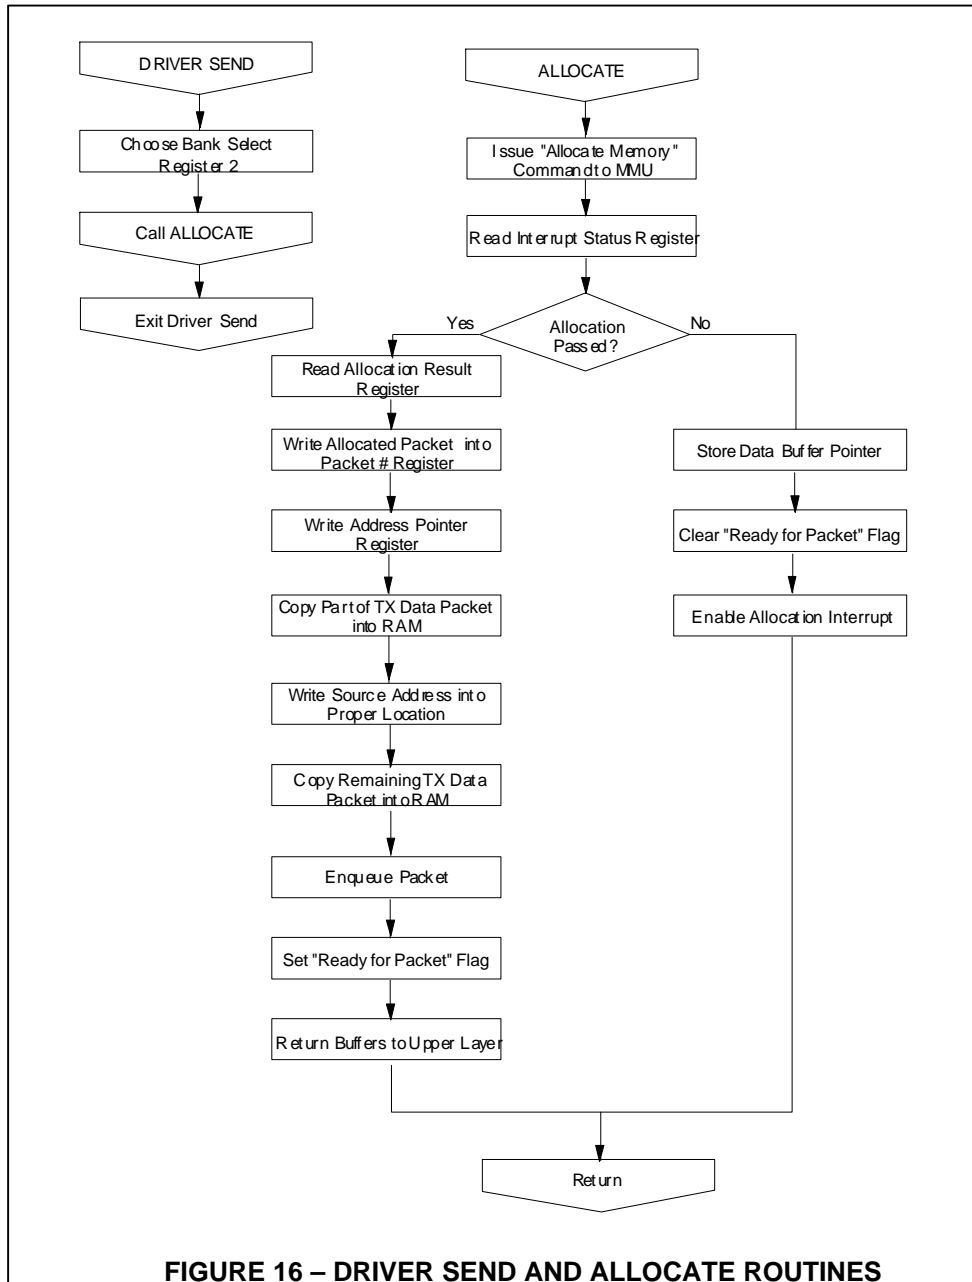 DRIVER SEND
Choose Bank Select
Register 2
Call ALLOCATE
Exit Driver Send
ALLOCATE
Issue "Allocate Memory"
Command to MMU
Read Interrupt Status Register
Allocation
Passed?
Yes
No
Read Allocation Result
Register
Write Allocated Packet into
Packet # Register
Write Address Pointer
Register
Copy Part of TX Data Packet
into RAM
Write Source Address into
Proper Location
Copy Remaining TX Data
Packet into RAM
Enqueue Packet
Set "Ready for Packet" Flag
Return Buffers to Upper Layer
Store Data Buffer Pointer
Clear "Ready for Packet" Flag
Enable Allocation Interrupt
Return
FIGURE 16 – DRIVER SEND AND ALLOCATE ROUTINES